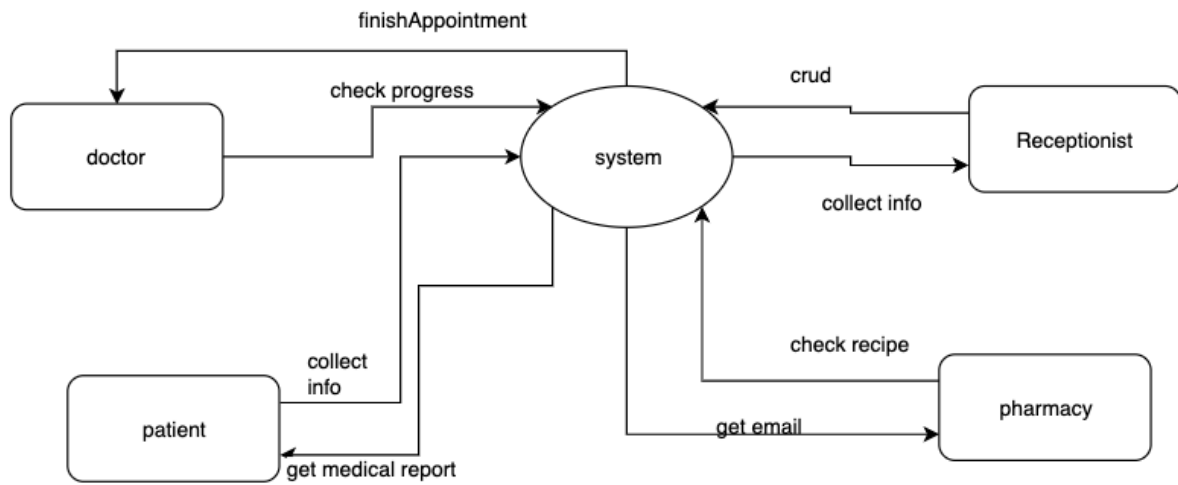 finishAppointment
crud
check progress
doctor
system
Receptionist
collect info
check recipe
collect
info
pharmacy
patient
get email
get medical report